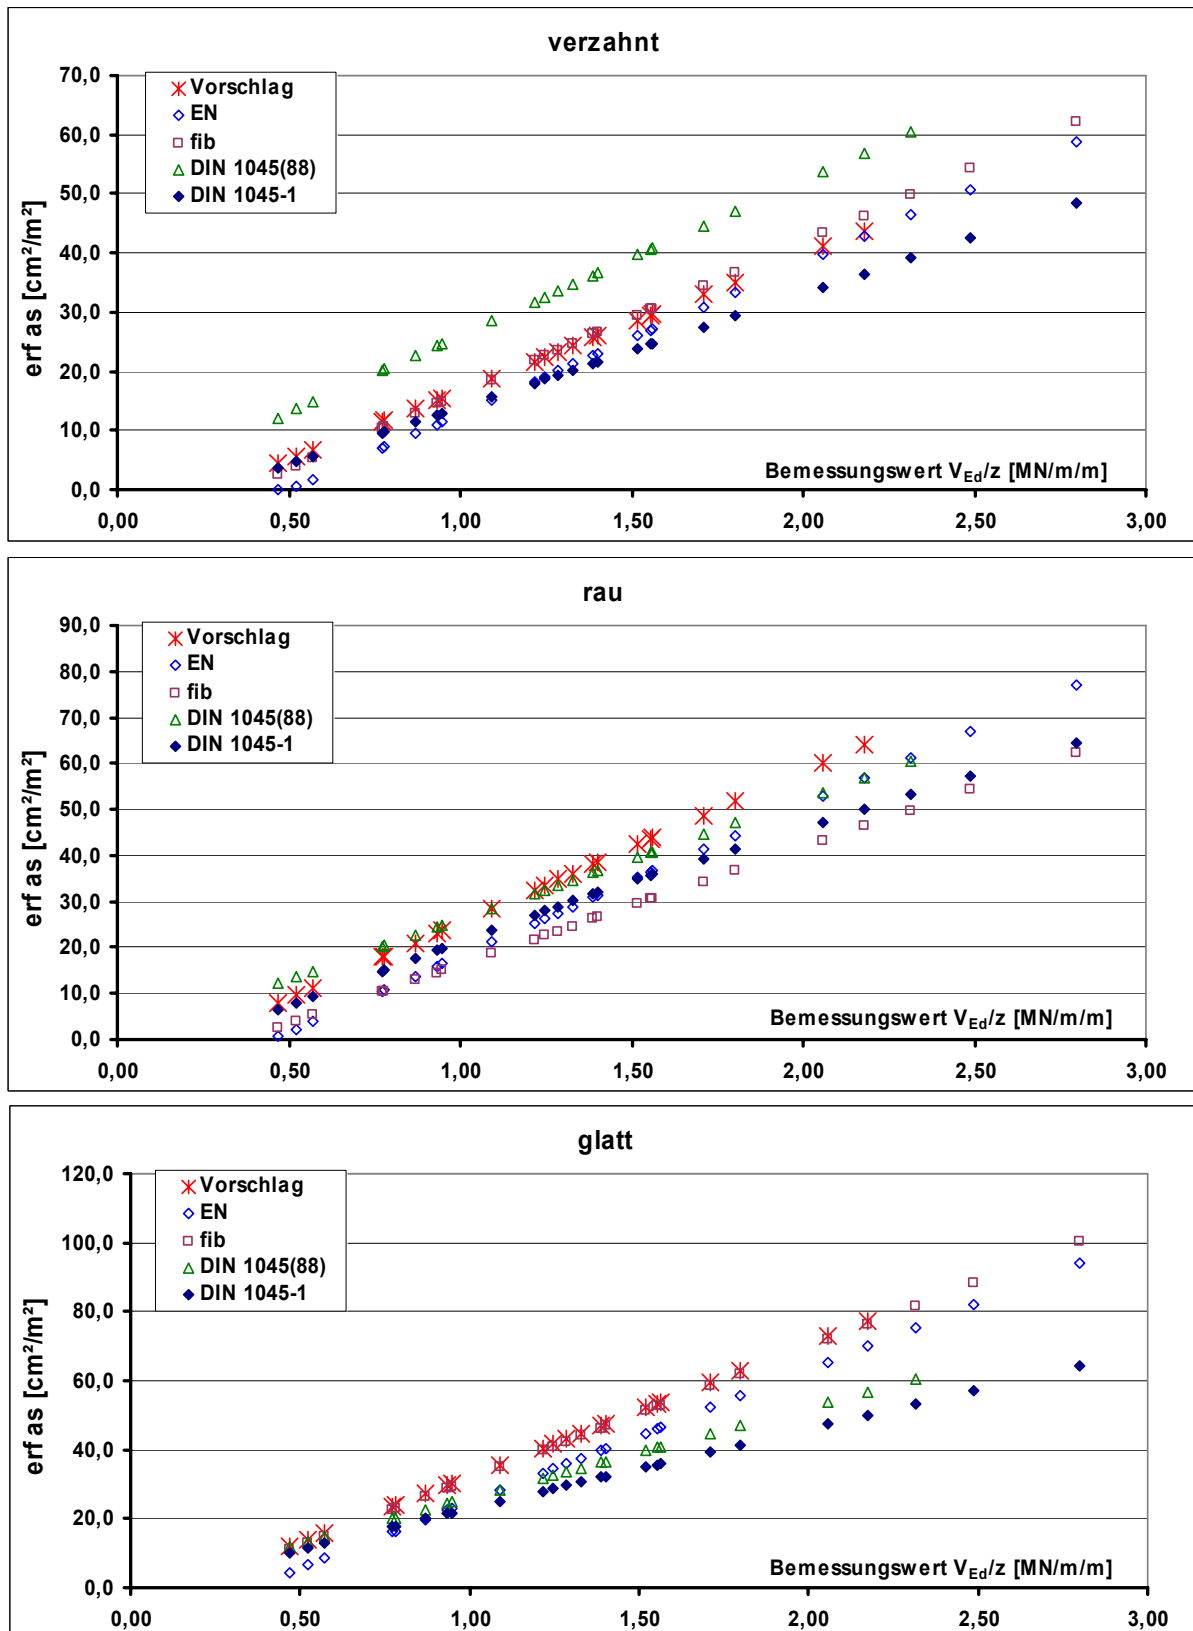 verzahnt
erf as [cm²/m²]
70,0
60,0
50,0
40,0
30,0
20,0
10,0
0,0
Vorschlag
EN
fib
DIN 1045(88)
DIN 1045-1
Bemessungswert V_Ed/z [MN/m/m]
0,00 0,50 1,00 1,50 2,00 2,50 3,00
rau
erf as [cm²/m²]
90,0
80,0
70,0
60,0
50,0
40,0
30,0
20,0
10,0
0,0
Vorschlag
EN
fib
DIN 1045(88)
DIN 1045-1
Bemessungswert V_Ed/z [MN/m/m]
0,00 0,50 1,00 1,50 2,00 2,50 3,00
glatt
erf as [cm²/m²]
120,0
100,0
80,0
60,0
40,0
20,0
0,0
Vorschlag
EN
fib
DIN 1045(88)
DIN 1045-1
Bemessungswert V_Ed/z [MN/m/m]
0,00 0,50 1,00 1,50 2,00 2,50 3,00